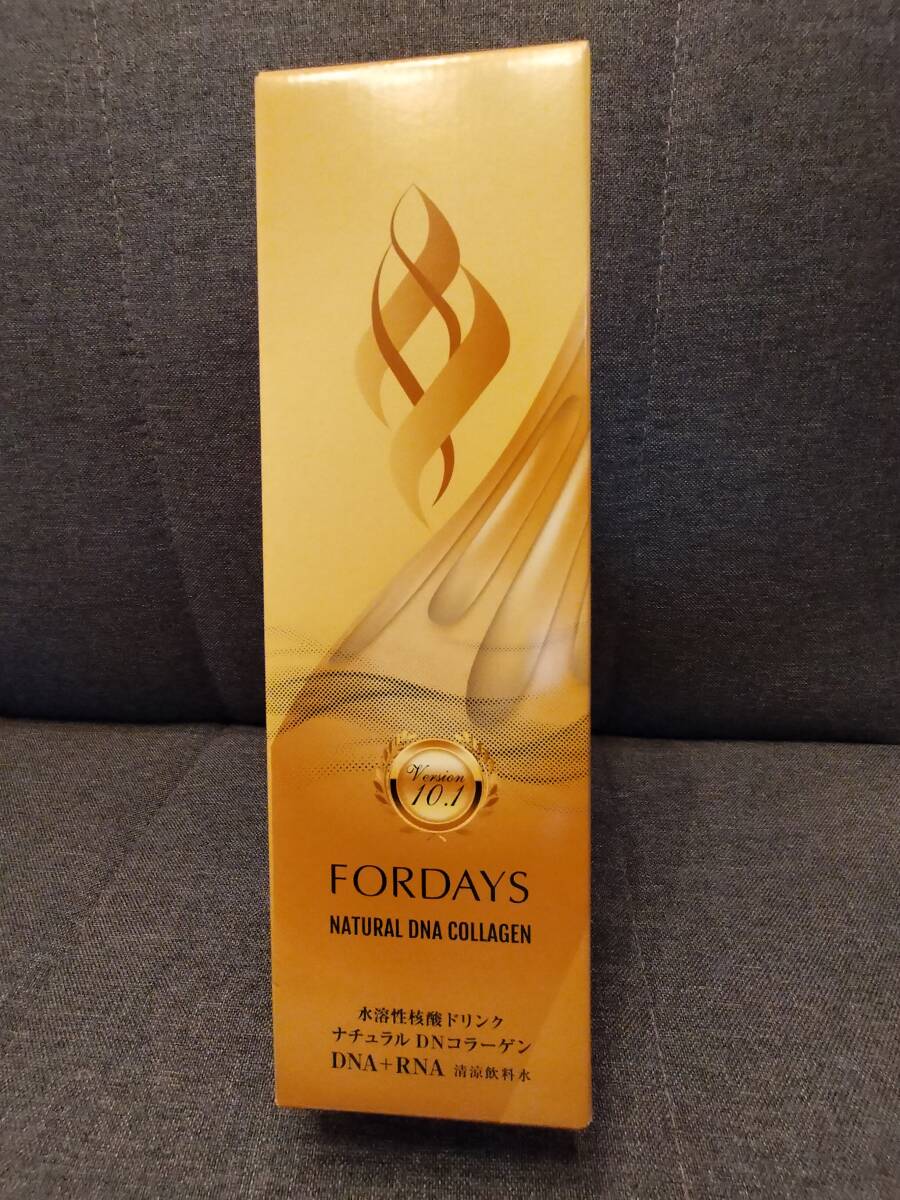 Version
10.1
FORDAYS
NATURAL DNA COLLAGEN
水溶性核酸ドリンク
ナチュラル DNコラーゲン
DNA+RNA 清涼飲料水